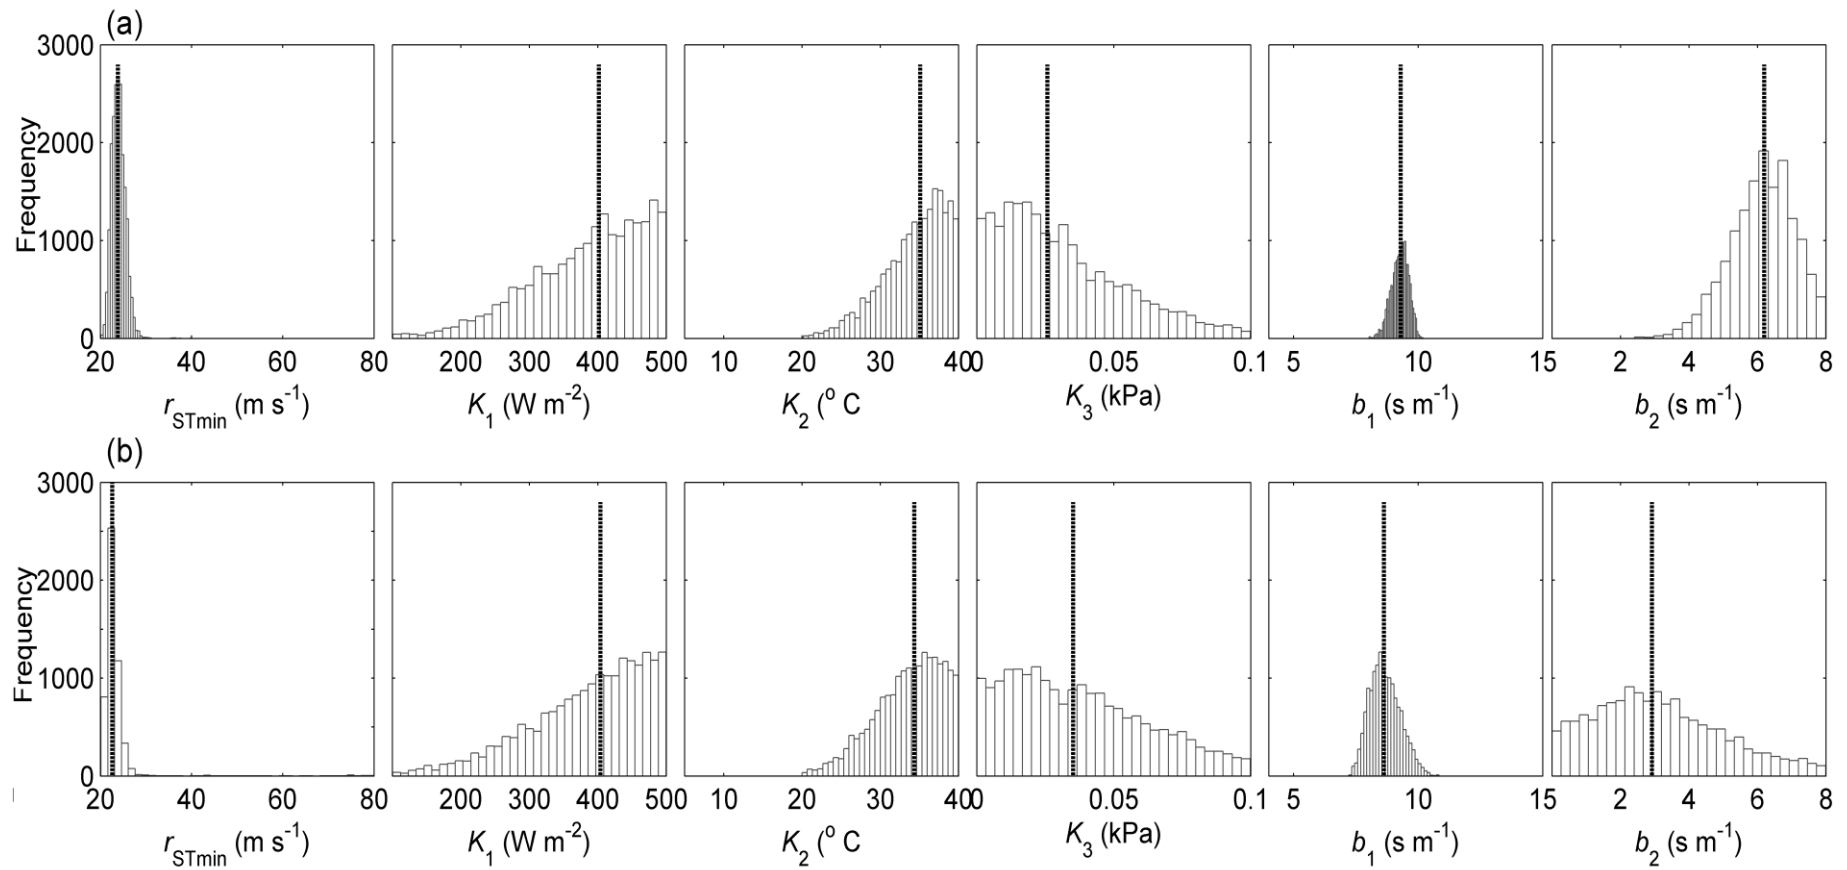 (a)
3000
2000
1000
0
Frequency
20 40 60 80
200 300 400 500
10 20 30 40
0 0.05 0.1
5 10 15
2 4 6 8
rSTmin (m s-1)
K1 (W m-2)
K2 (o C
K3 (kPa)
b1 (s m-1)
b2 (s m-1)
(b)
3000
2000
1000
0
Frequency
20 40 60 80
200 300 400 500
10 20 30 40
0 0.05 0.1
5 10 15
2 4 6 8
rSTmin (m s-1)
K1 (W m-2)
K2 (o C
K3 (kPa)
b1 (s m-1)
b2 (s m-1)